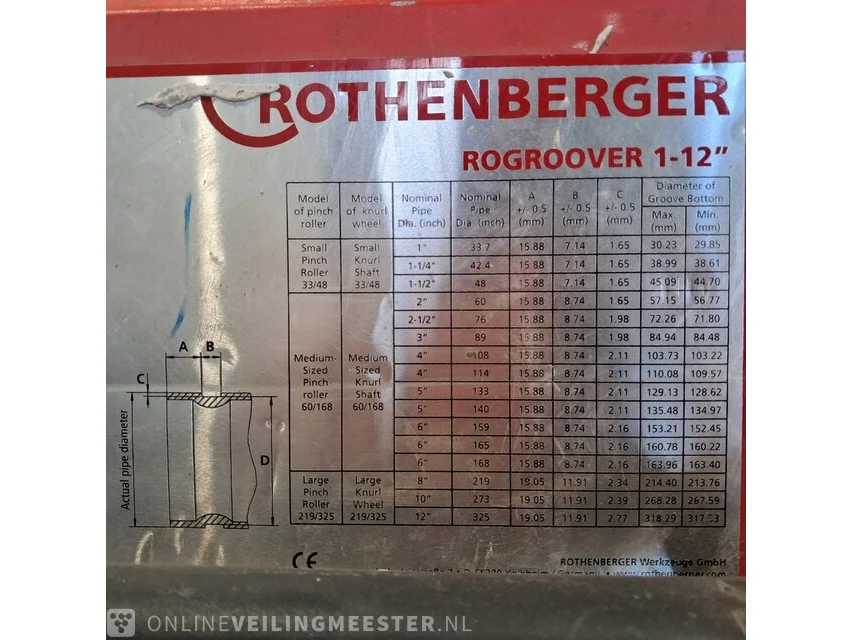 ROTHENBERGER
ROGROOVER 1-12"
Model of pinch roller | Model of knurl wheel | Nominal Pipe Dia. (inch) | Nominal Pipe Dia. (inch) | A +/- 0.5 (mm) | B +/- 0.5 (mm) | C +/- 0.5 (mm) | Diameter of Groove Bottom Max (mm) | Min. (mm)
Small Pinch Roller 33/48 | Small Knurl Shaft 33/48 | 1" | 33.7 | 15.88 | 7.14 | 1.65 | 30.23 | 29.85
1-1/4" | 42.4 | 15.88 | 7.14 | 1.65 | 38.99 | 38.61
1-1/2" | 48 | 15.88 | 7.14 | 1.65 | 45.09 | 44.70
Medium-Sized Pinch roller 60/168 | Medium Sized Knurl Shaft 60/168 | 2" | 60 | 15.88 | 8.74 | 1.65 | 57.15 | 56.77
2-1/2" | 76 | 15.88 | 8.74 | 1.98 | 72.26 | 71.80
3" | 89 | 15.88 | 8.74 | 1.98 | 84.94 | 84.48
4" | 108 | 15.88 | 8.74 | 2.11 | 103.73 | 103.22
4" | 114 | 15.88 | 8.74 | 2.11 | 110.08 | 109.57
5" | 133 | 15.88 | 8.74 | 2.11 | 129.13 | 128.62
5" | 140 | 15.88 | 8.74 | 2.11 | 135.48 | 134.97
6" | 159 | 15.88 | 8.74 | 2.16 | 153.21 | 152.45
6" | 165 | 15.88 | 8.74 | 2.16 | 160.78 | 160.22
6" | 168 | 15.88 | 8.74 | 2.16 | 163.96 | 163.40
Large Pinch Roller 219/325 | Large Knurl Wheel 219/325 | 8" | 219 | 19.05 | 11.91 | 2.34 | 214.40 | 213.76
10" | 273 | 19.05 | 11.91 | 2.39 | 268.28 | 267.59
12" | 325 | 19.05 | 11.91 | 2.77 | 318.29 | 317.53
A B
C
D
Actual pipe diameter
CE
ROTHENBERGER Werkzeuge GmbH
Kelkheim / Germany • www.rothenberger.com
ONLINEVEILINGMEESTER.NL